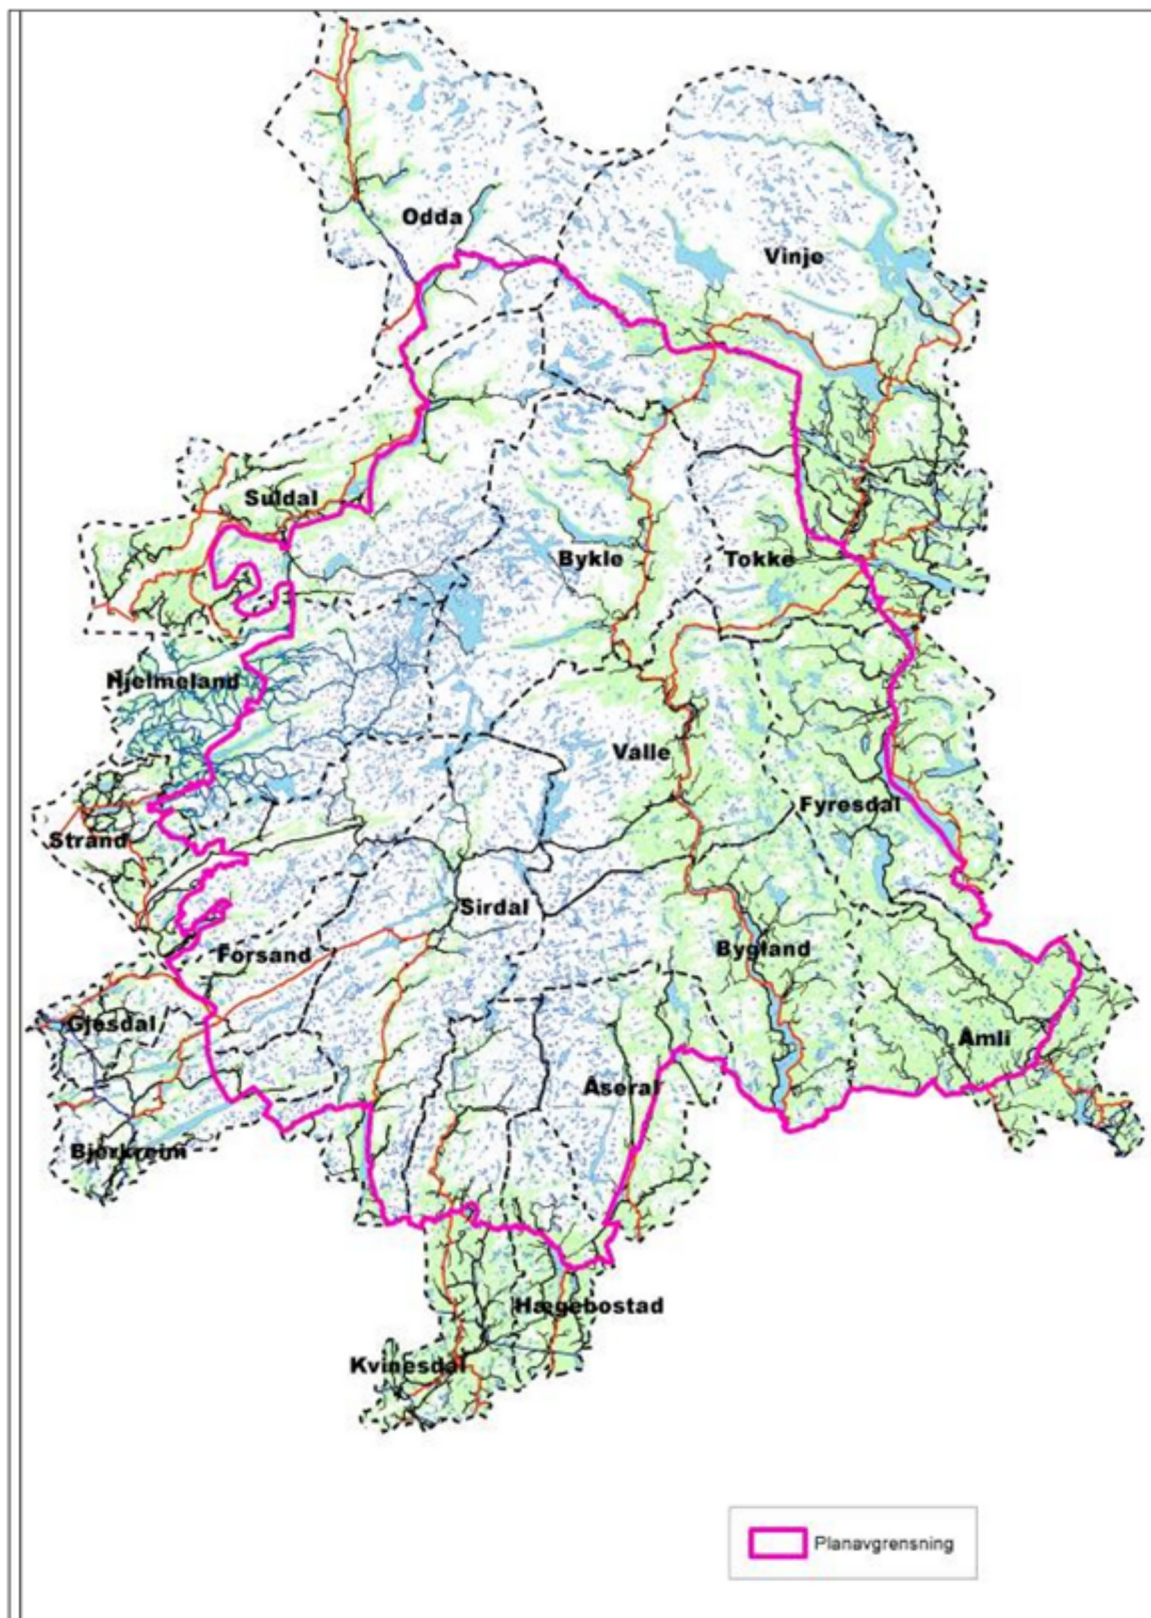 Odda
Vinje
Suldal
Bykle
Tokke
Hjelmeland
Valle
Fyresdal
Strand
Sirdal
Forsand
Bygland
Gjesdal
Åmli
Åseral
Bjerkreim
Hægebostad
Kvinesdal
Planavgrensning